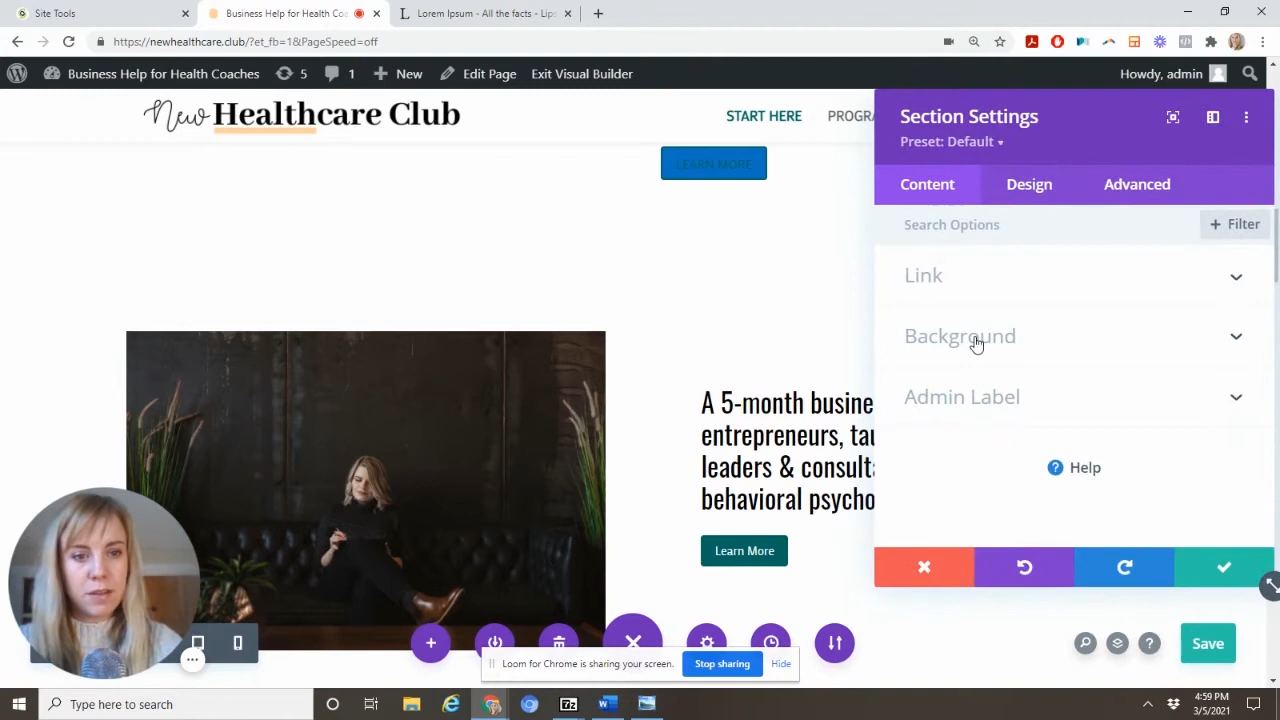 Site Tools
Business Help for Health Coa
Lorem Ipsum - All the facts - Lips
https://newhealthcare.club/?et_fb=1&PageSpeed=off
Business Help for Health Coaches
5
1
New
Edit Page
Exit Visual Builder
Howdy, admin
New Healthcare Club
START HERE
PROGRA
LEARN MORE
Section Settings
Preset: Default
Content
Design
Advanced
Search Options
+ Filter
Link
Background
Admin Label
Help
A 5-month busine
entrepreneurs, tau
leaders & consulta
behavioral psycho
Learn More
Loom for Chrome is sharing your screen.
Stop sharing
Hide
Save
Type here to search
4:59 PM
3/5/2021